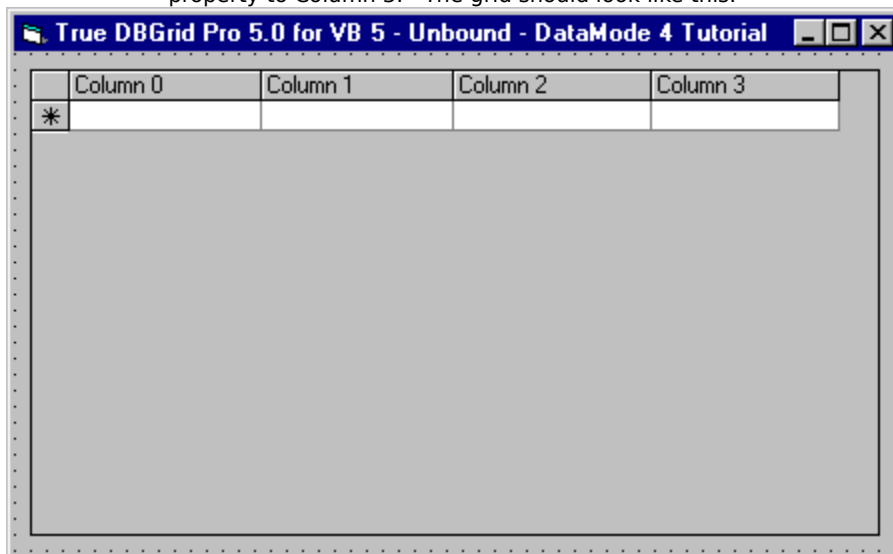 property to Column 3. The grid should look like this:
True DBGrid Pro 5.0 for VB 5 - Unbound - DataMode 4 Tutorial
Column 0 Column 1 Column 2 Column 3